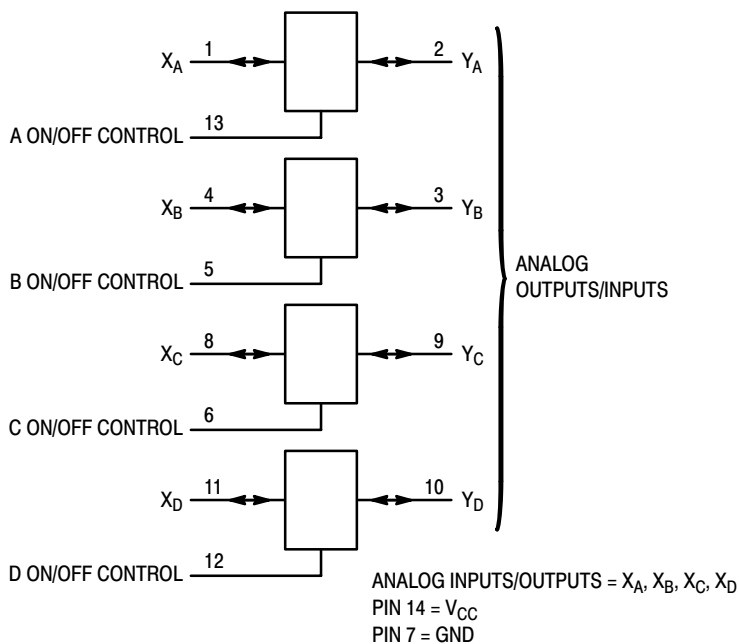 X_A 1 2 Y_A
A ON/OFF CONTROL 13
X_B 4 3 Y_B
B ON/OFF CONTROL 5
ANALOG
OUTPUTS/INPUTS
X_C 8 9 Y_C
C ON/OFF CONTROL 6
X_D 11 10 Y_D
D ON/OFF CONTROL 12
ANALOG INPUTS/OUTPUTS = X_A, X_B, X_C, X_D
PIN 14 = V_CC
PIN 7 = GND